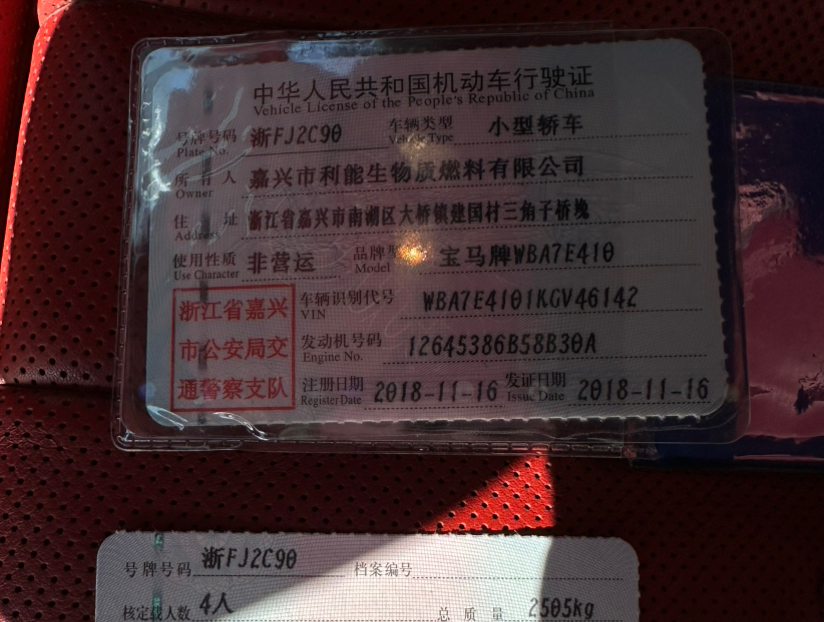 中华人民共和国机动车行驶证
Vehicle License of the People's Republic of China
号牌号码 浙FJ2C90 车辆类型 小型轿车
Plate No. Vehicle Type
所有人 嘉兴市利能生物质燃料有限公司
Owner
住址 浙江省嘉兴市南湖区大桥镇建国村三角子桥堍
Address
使用性质 非营运 品牌型 宝马牌WBA7E410
Use Character Model
浙江省嘉兴 车辆识别代号 WBA7E4101KGV46142
VIN
市公安局交 发动机号码 12645386B58B30A
Engine No.
通警察支队 注册日期 2018-11-16 发证日期 2018-11-16
Register Date Issue Date
号牌号码 浙FJ2C90 档案编号
核定载人数 4人 总质量 2505kg